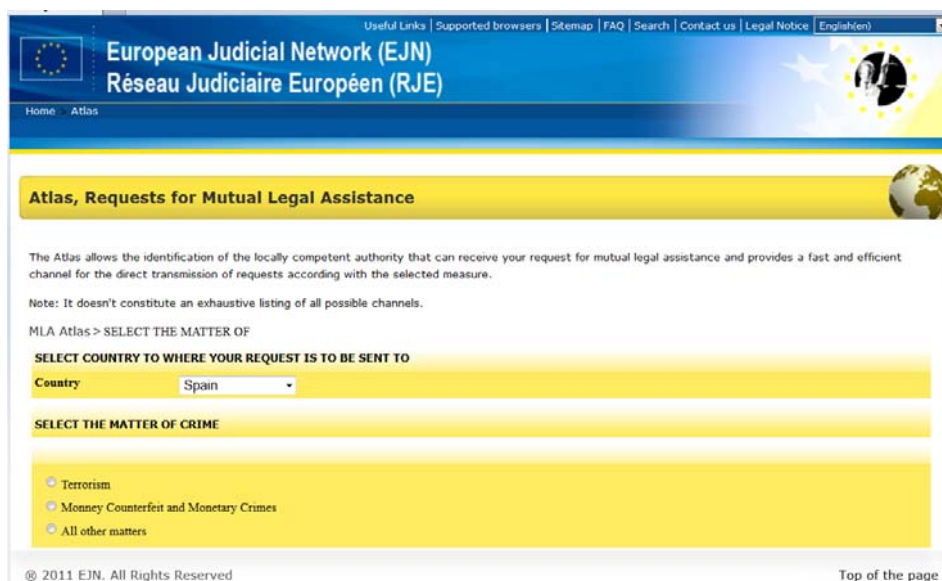 Useful Links | Supported browsers | Sitemap | FAQ | Search | Contact us | Legal Notice English(en)
European Judicial Network (EJN)
Réseau Judiciaire Européen (RJE)
Home Atlas
Atlas, Requests for Mutual Legal Assistance
The Atlas allows the identification of the locally competent authority that can receive your request for mutual legal assistance and provides a fast and efficient
channel for the direct transmission of requests according with the selected measure.
Note: It doesn't constitute an exhaustive listing of all possible channels.
MLA Atlas > SELECT THE MATTER OF
SELECT COUNTRY TO WHERE YOUR REQUEST IS TO BE SENT TO
Country Spain
SELECT THE MATTER OF CRIME
Terrorism
Monney Counterfeit and Monetary Crimes
All other matters
® 2011 EJN. All Rights Reserved Top of the page